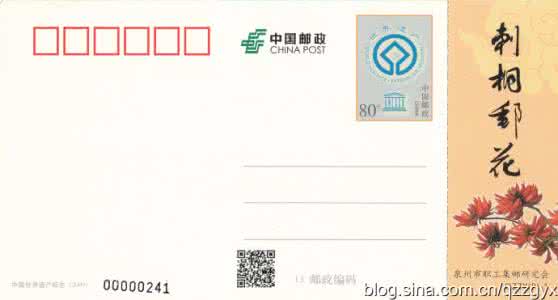 中国邮政
CHINA POST
80分
中国邮政
CHINA
刺桐邮花
邮政编码
00000241
泉州市职工集邮研究会
blog.sina.com.cn/qzzgyx